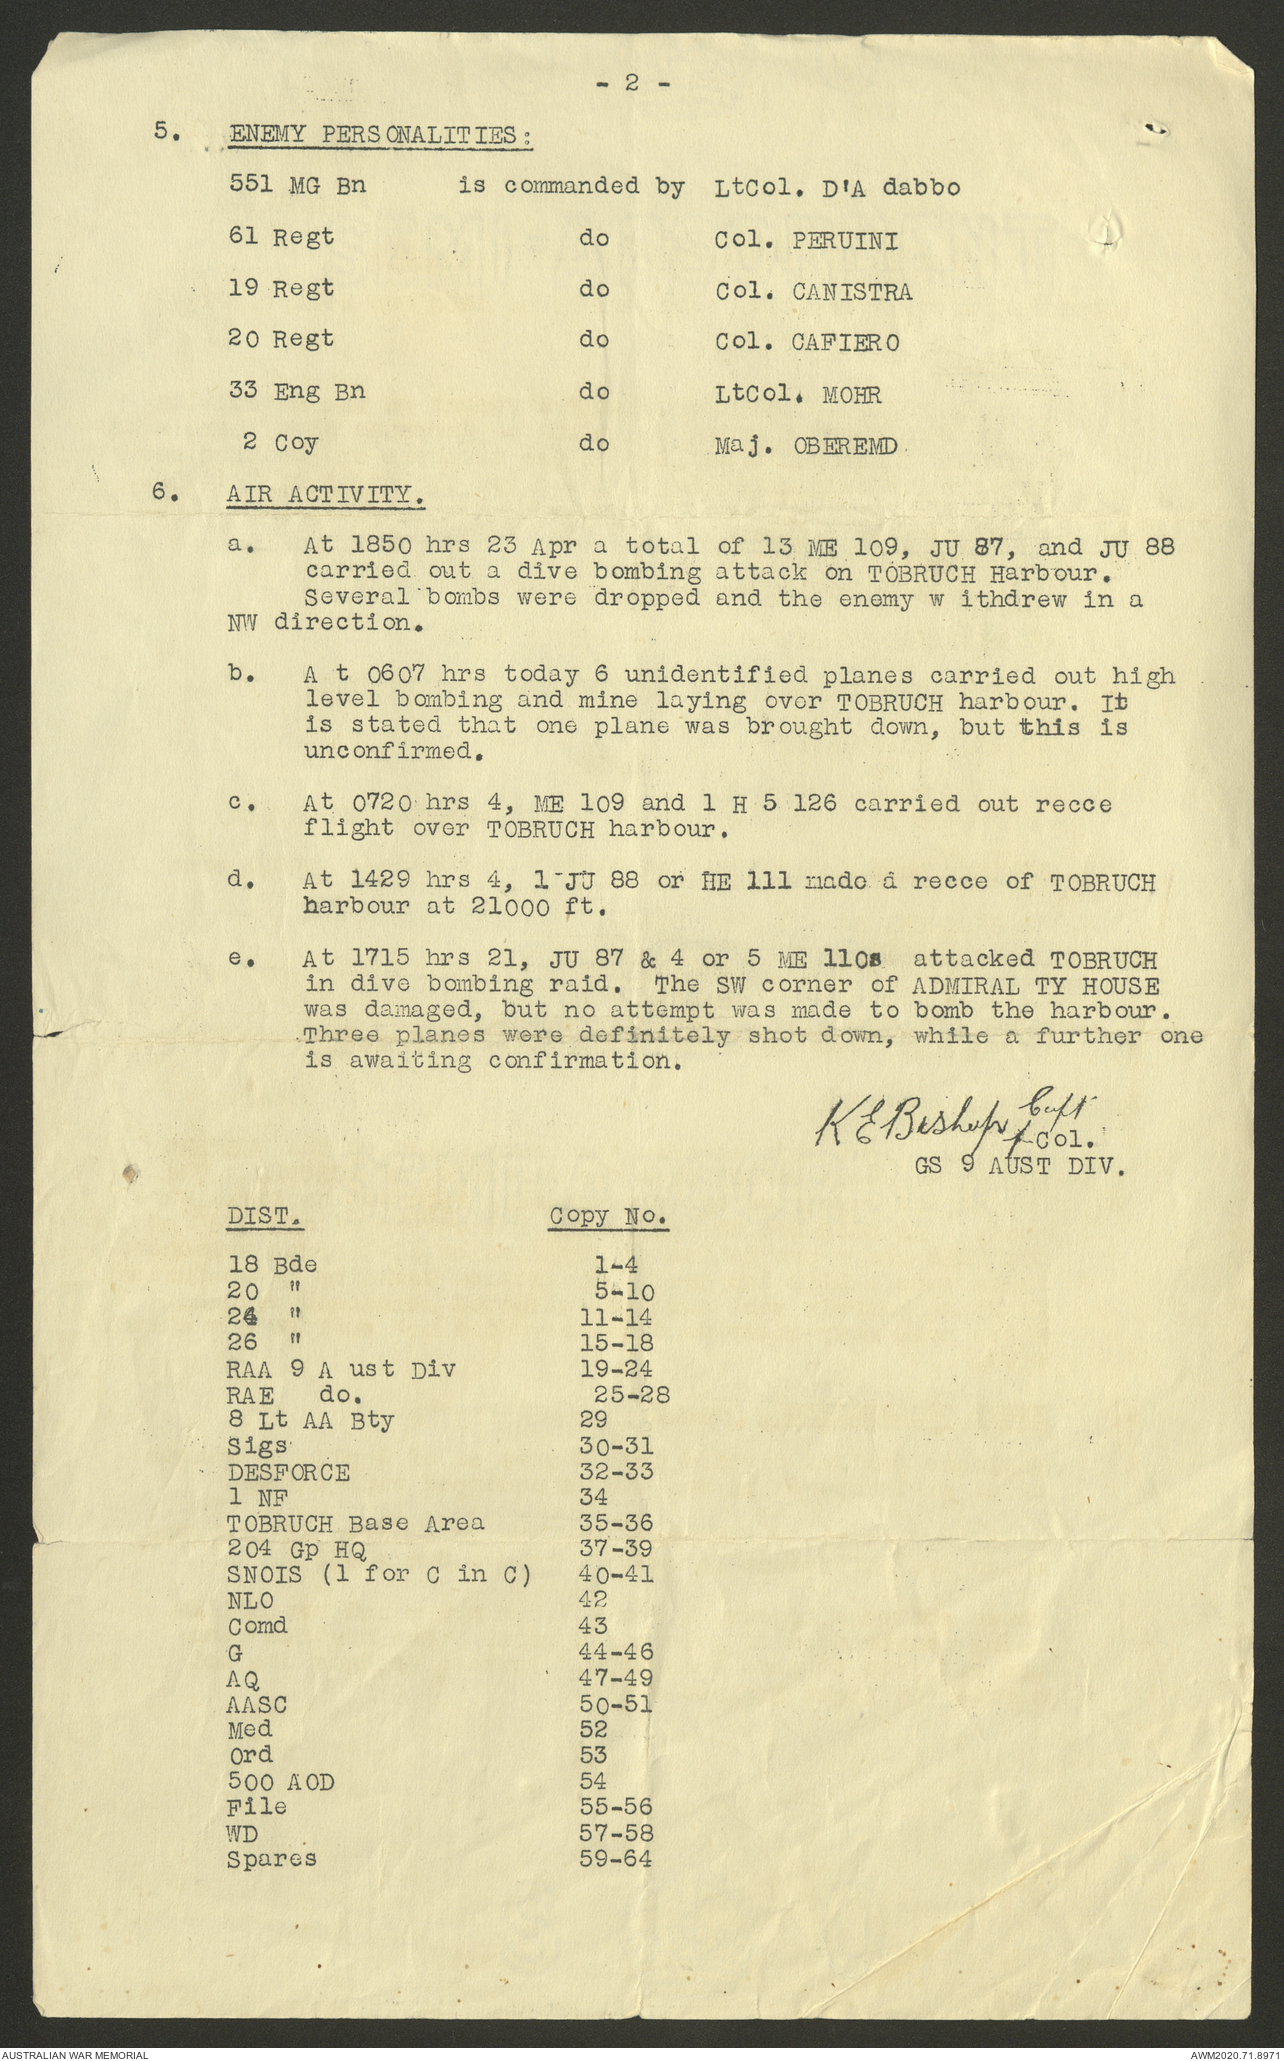 - 2 -
5. ENEMY PERSONALITIES:
551 MG Bn is commanded by LtCol. D'A dabbo
61 Regt do Col. PERUINI
19 Regt do Col. CANISTRA
20 Regt do Col. CAFIERO
33 Eng Bn do LtCol. MOHR
2 Coy do Maj. OBEREMD
6. AIR ACTIVITY.
a. At 1850 hrs 23 Apr a total of 13 ME 109, JU 87, and JU 88
carried out a dive bombing attack on TOBRUCH Harbour.
Several bombs were dropped and the enemy w ithdrew in a
NW direction.
b. A t 0607 hrs today 6 unidentified planes carried out high
level bombing and mine laying over TOBRUCH harbour. It
is stated that one plane was brought down, but this is
unconfirmed.
c. At 0720 hrs 4, ME 109 and 1 H 5 126 carried out recce
flight over TOBRUCH harbour.
d. At 1429 hrs 4, 1-JU 88 or HE 111 made a recce of TOBRUCH
harbour at 21000 ft.
e. At 1715 hrs 21, JU 87 & 4 or 5 ME 110s attacked TOBRUCH
in dive bombing raid. The SW corner of ADMIRAL TY HOUSE
was damaged, but no attempt was made to bomb the harbour.
Three planes were definitely shot down, while a further one
is awaiting confirmation.
K E Bishop Capt
f Col.
GS 9 AUST DIV.
DIST. Copy No.
18 Bde 1-4
20 " 5-10
24 " 11-14
26 " 15-18
RAA 9 A ust Div 19-24
RAE do. 25-28
8 Lt AA Bty 29
Sigs 30-31
DESFORCE 32-33
1 NF 34
TOBRUCH Base Area 35-36
204 Gp HQ 37-39
SNOIS (1 for C in C) 40-41
NLO 42
Comd 43
G 44-46
AQ 47-49
AASC 50-51
Med 52
Ord 53
500 AOD 54
File 55-56
WD 57-58
Spares 59-64
AUSTRALIAN WAR MEMORIAL AWM2020.71.8971